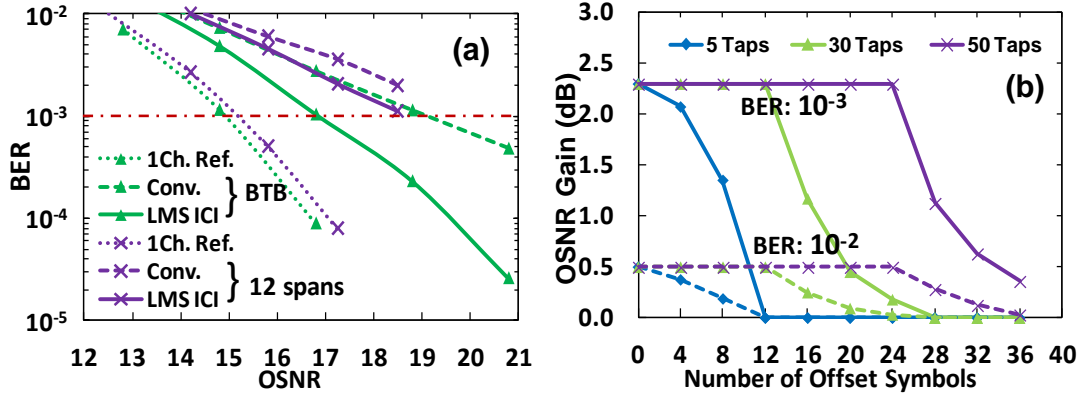 (a)
BER
10-2
10-3
10-4
10-5
1Ch. Ref.
Conv.
LMS ICI
} BTB
1Ch. Ref.
Conv.
LMS ICI
} 12 spans
12 13 14 15 16 17 18 19 20 21
OSNR
(b)
OSNR Gain (dB)
3.0
2.5
2.0
1.5
1.0
0.5
0.0
5 Taps 30 Taps 50 Taps
BER: 10-3
BER: 10-2
0 4 8 12 16 20 24 28 32 36 40
Number of Offset Symbols